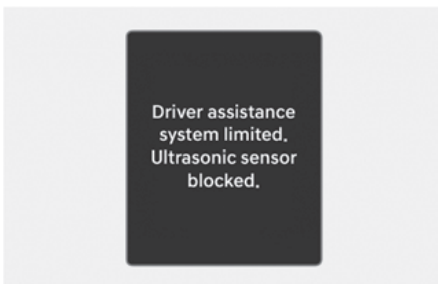 Driver assistance
system limited.
Ultrasonic sensor
blocked.